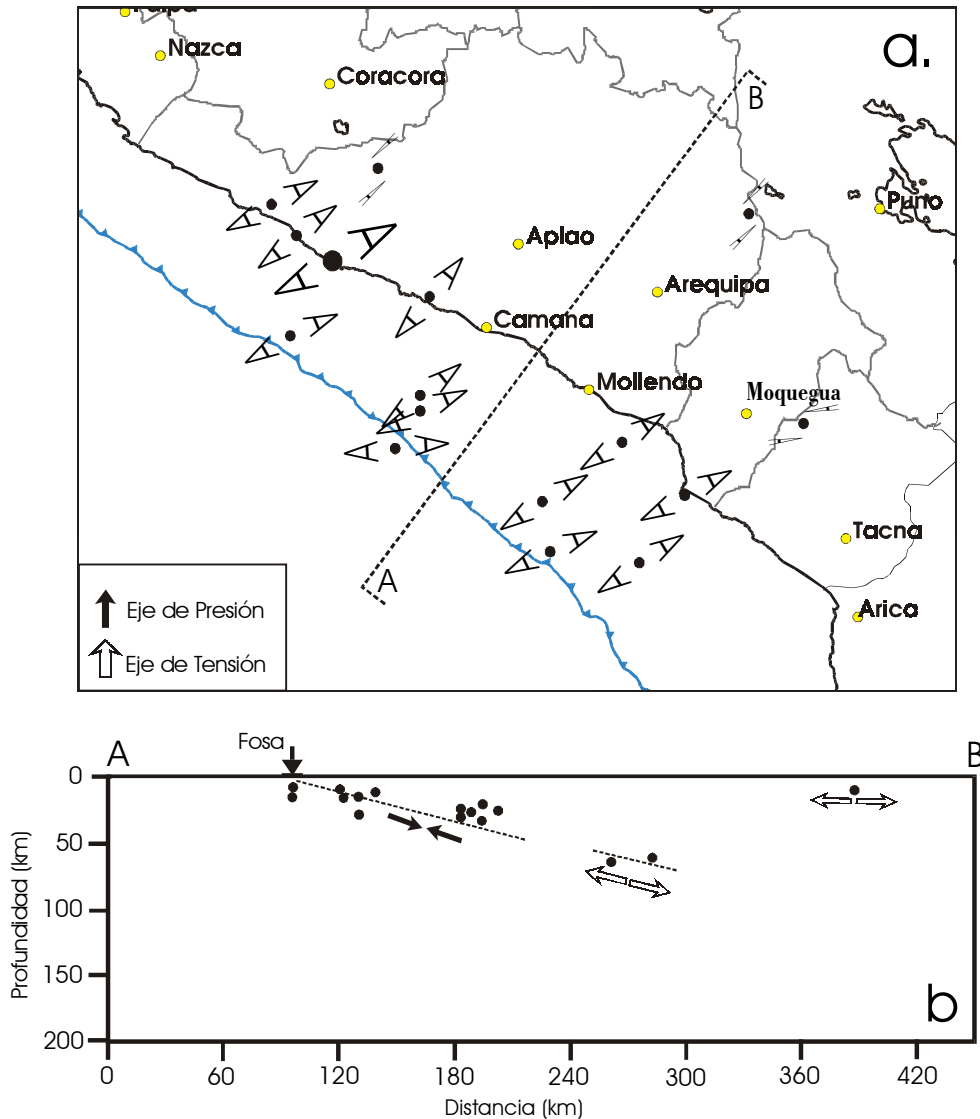 Nazca
Coracora
a.
B
Puno
Aplao
Arequipa
Camana
Mollendo
Moquegua
Tacna
A
Arica
Eje de Presión
Eje de Tensión
Fosa
A
B
0
50
100
150
200
Profundidad (km)
b
0
60
120
180
240
300
360
420
Distancia (km)